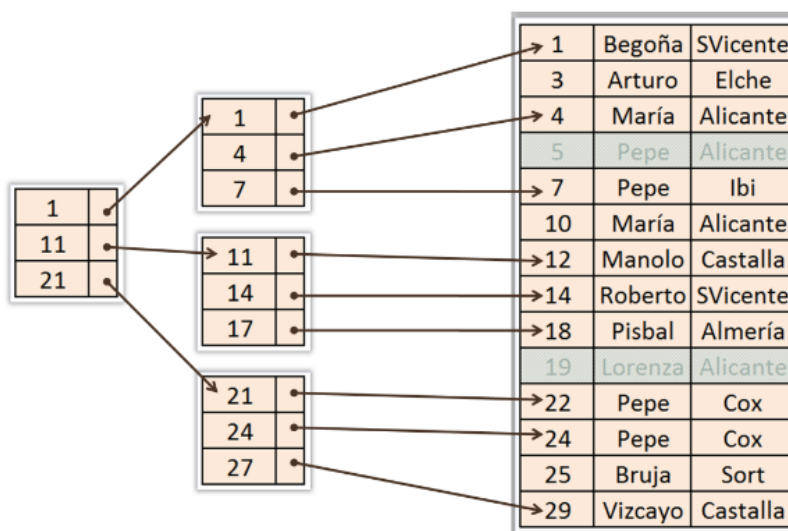 1
11
21
1
4
7
11
14
17
21
24
27
1 Begoña SVicente
3 Arturo Elche
4 María Alicante
5 Pepe Alicante
7 Pepe Ibi
10 María Alicante
12 Manolo Castalla
14 Roberto SVicente
18 Pisbal Almería
19 Lorenza Alicante
22 Pepe Cox
24 Pepe Cox
25 Bruja Sort
29 Vizcayo Castalla